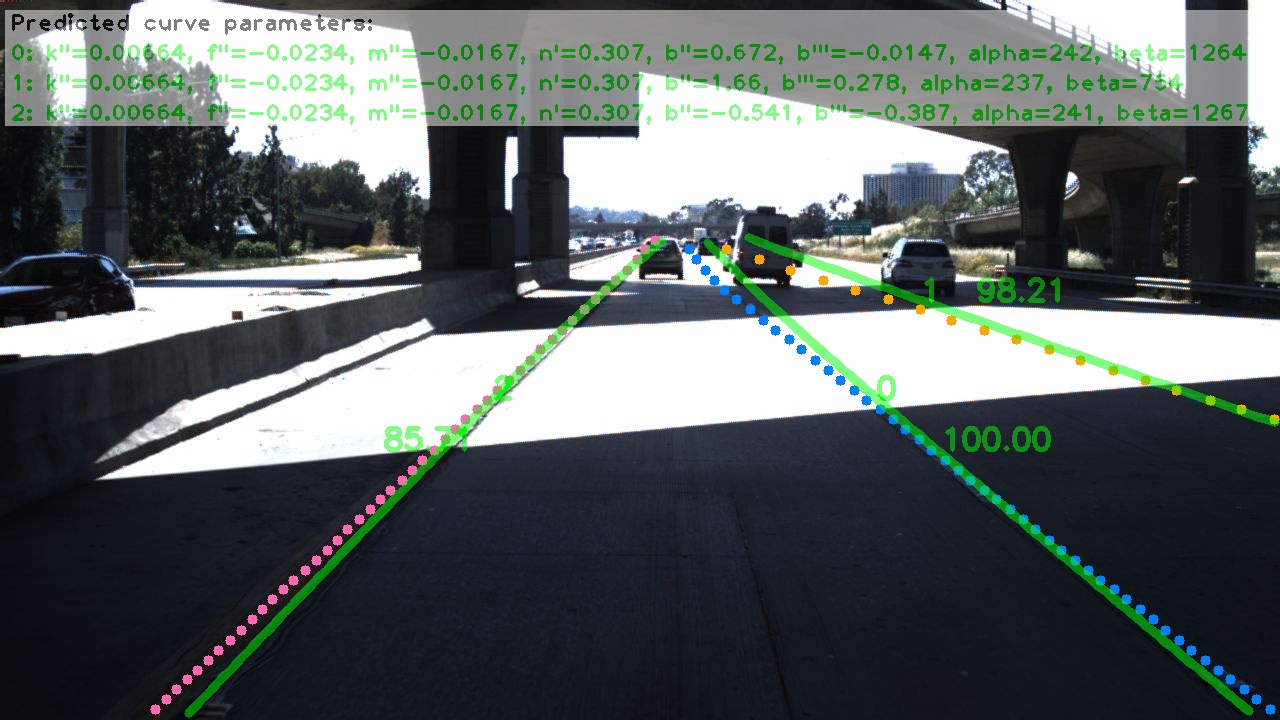 Predicted curve parameters:
0: k''=0.00664, f''=-0.0234, m''=-0.0167, n'=0.307, b''=0.672, b'''=-0.0147, alpha=242, beta=1264
1: k''=0.00664, f''=-0.0234, m''=-0.0167, n'=0.307, b''=1.66, b'''=0.278, alpha=237, beta=754
2: k''=0.00664, f''=-0.0234, m''=-0.0167, n'=0.307, b''=-0.541, b'''=-0.387, alpha=241, beta=1267
1 98.21
2 0
85.71 100.00